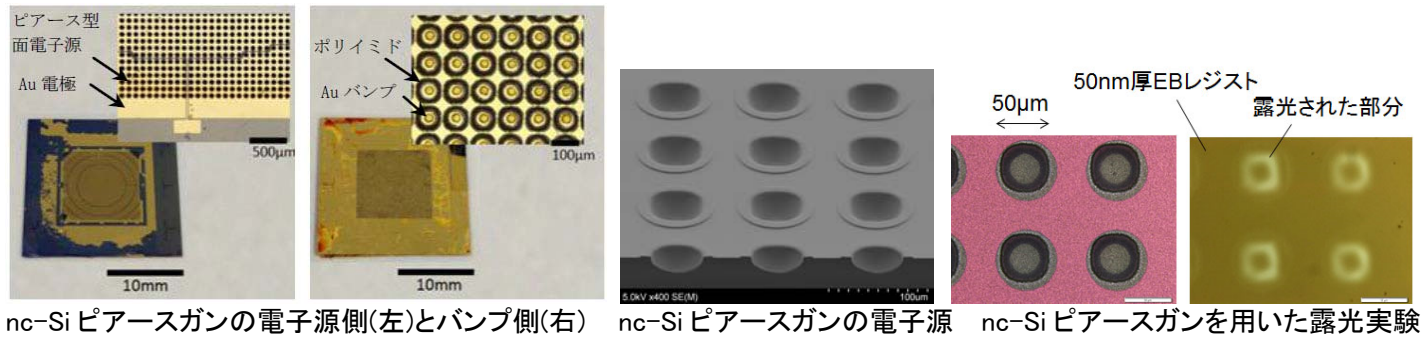 ピアース型
面電子源
Au 電極
500μm
10mm
ポリイミド
Au バンプ
100μm
10mm
5.0kV x400 SE(M)
100um
50μm
50nm厚EBレジスト
露光された部分
nc-Si ピアースガンの電子源側(左)とバンプ側(右)
nc-Si ピアースガンの電子源
nc-Si ピアースガンを用いた露光実験